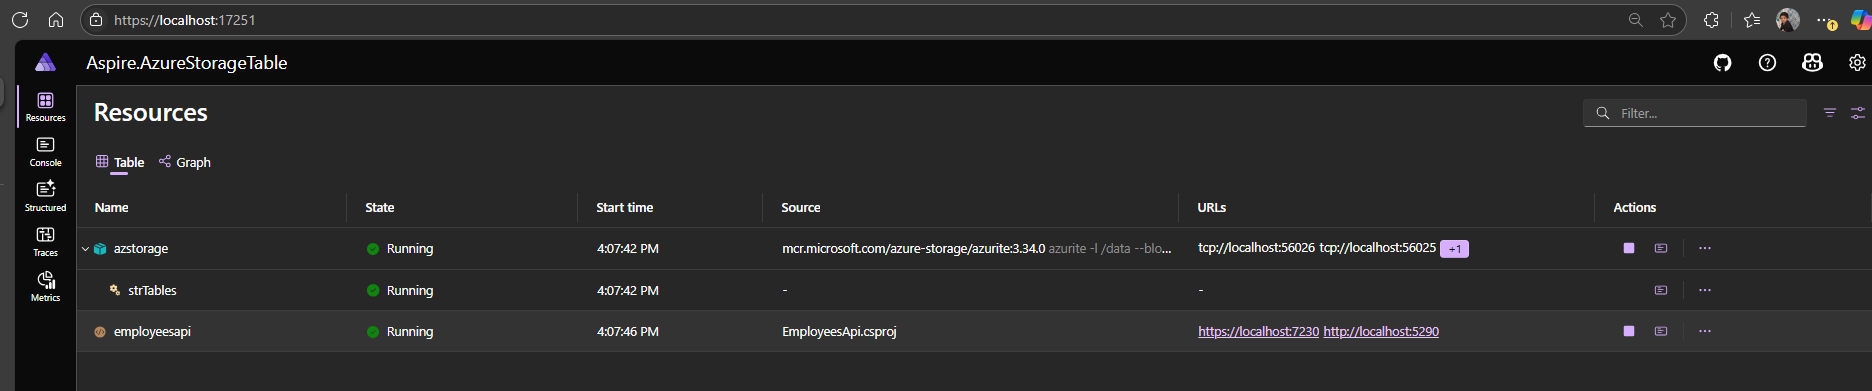 https://localhost:17251
Aspire.AzureStorageTable
Resources
Console
Structured
Traces
Metrics
Resources
Filter...
Table Graph
Name State Start time Source URLs Actions
azstorage Running 4:07:42 PM mcr.microsoft.com/azure-storage/azurite:3.34.0 azurite -l /data --blo... tcp://localhost:56026 tcp://localhost:56025 +1
strTables Running 4:07:42 PM - -
employeesapi Running 4:07:46 PM EmployeesApi.csproj https://localhost:7230 http://localhost:5290